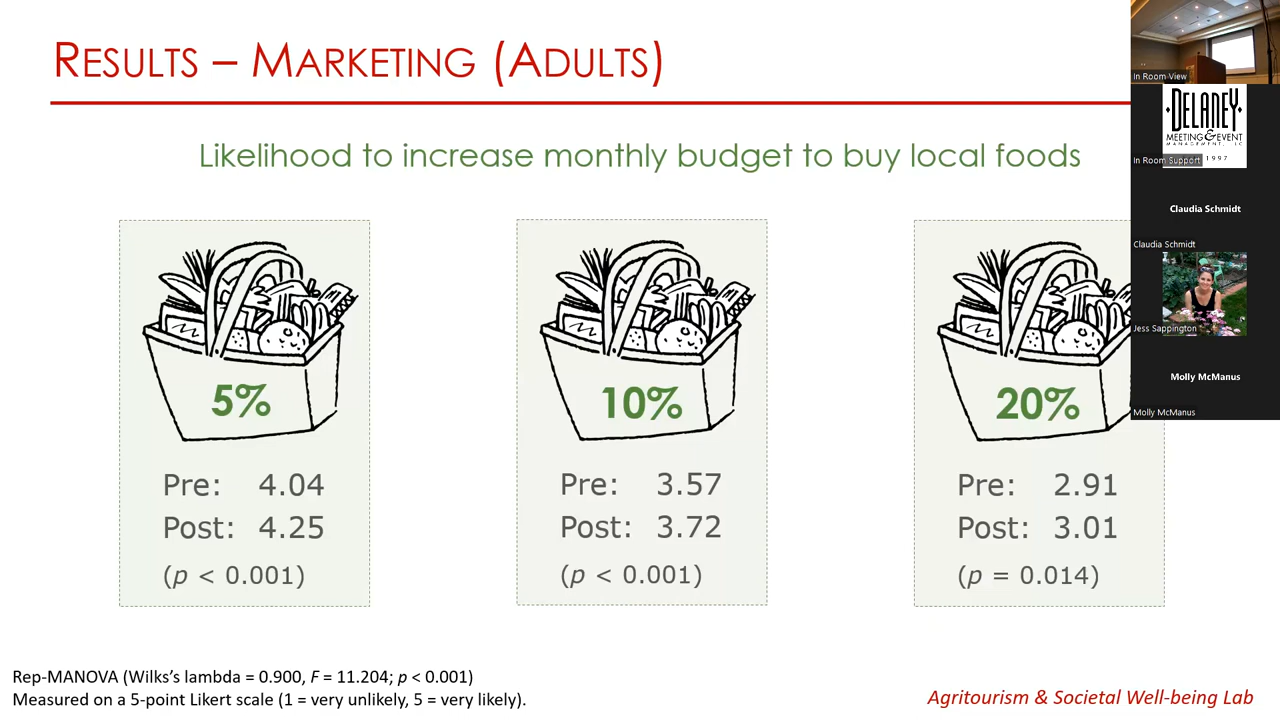 RESULTS – MARKETING (ADULTS)
Likelihood to increase monthly budget to buy local foods
5%
Pre: 4.04
Post: 4.25
(p < 0.001)
10%
Pre: 3.57
Post: 3.72
(p < 0.001)
20%
Pre: 2.91
Post: 3.01
(p = 0.014)
Rep-MANOVA (Wilks's lambda = 0.900, F = 11.204; p < 0.001)
Measured on a 5-point Likert scale (1 = very unlikely, 5 = very likely).
Agritourism & Societal Well-being Lab
In Room View
DELANEY
MEETING & EVENT
MANAGEMENT, LLC
1997
In Room Support
Claudia Schmidt
Claudia Schmidt
Jess Sappington
Molly McManus
Molly McManus